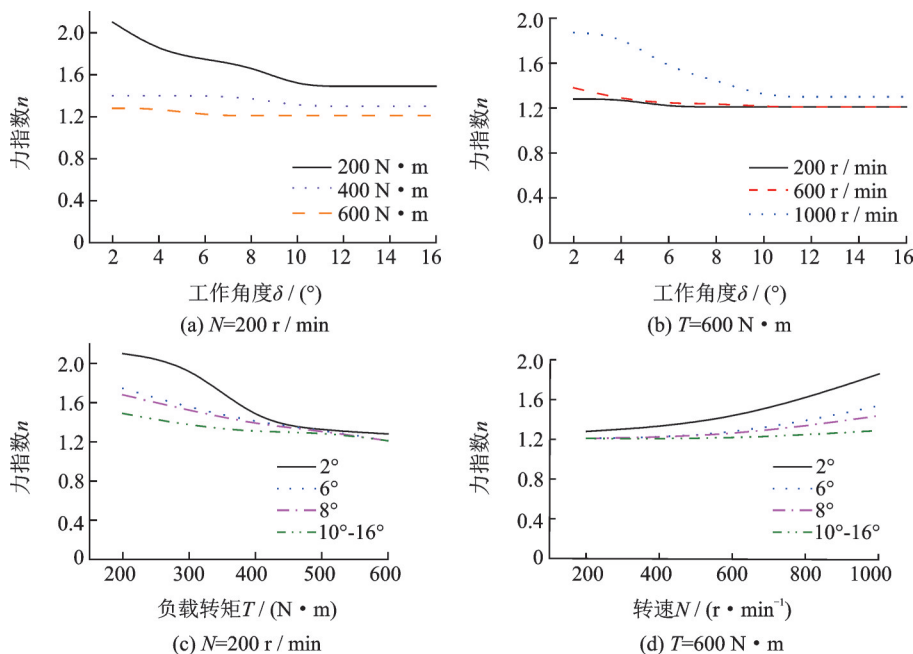 2.0
1.6
1.2
0.8
0.4
0
力指数n
200 N·m
400 N·m
600 N·m
2 4 6 8 10 12 14 16
工作角度δ / (°)
(a) N=200 r / min
2.0
1.6
1.2
0.8
0.4
0
力指数n
200 r / min
600 r / min
1000 r / min
2 4 6 8 10 12 14 16
工作角度δ / (°)
(b) T=600 N·m
2.0
1.6
1.2
0.8
0.4
0
力指数n
2°
6°
8°
10°-16°
200 300 400 500 600
负载转矩T / (N·m)
(c) N=200 r / min
2.0
1.6
1.2
0.8
0.4
0
力指数n
2°
6°
8°
10°-16°
200 400 600 800 1000
转速N / (r·min⁻¹)
(d) T=600 N·m